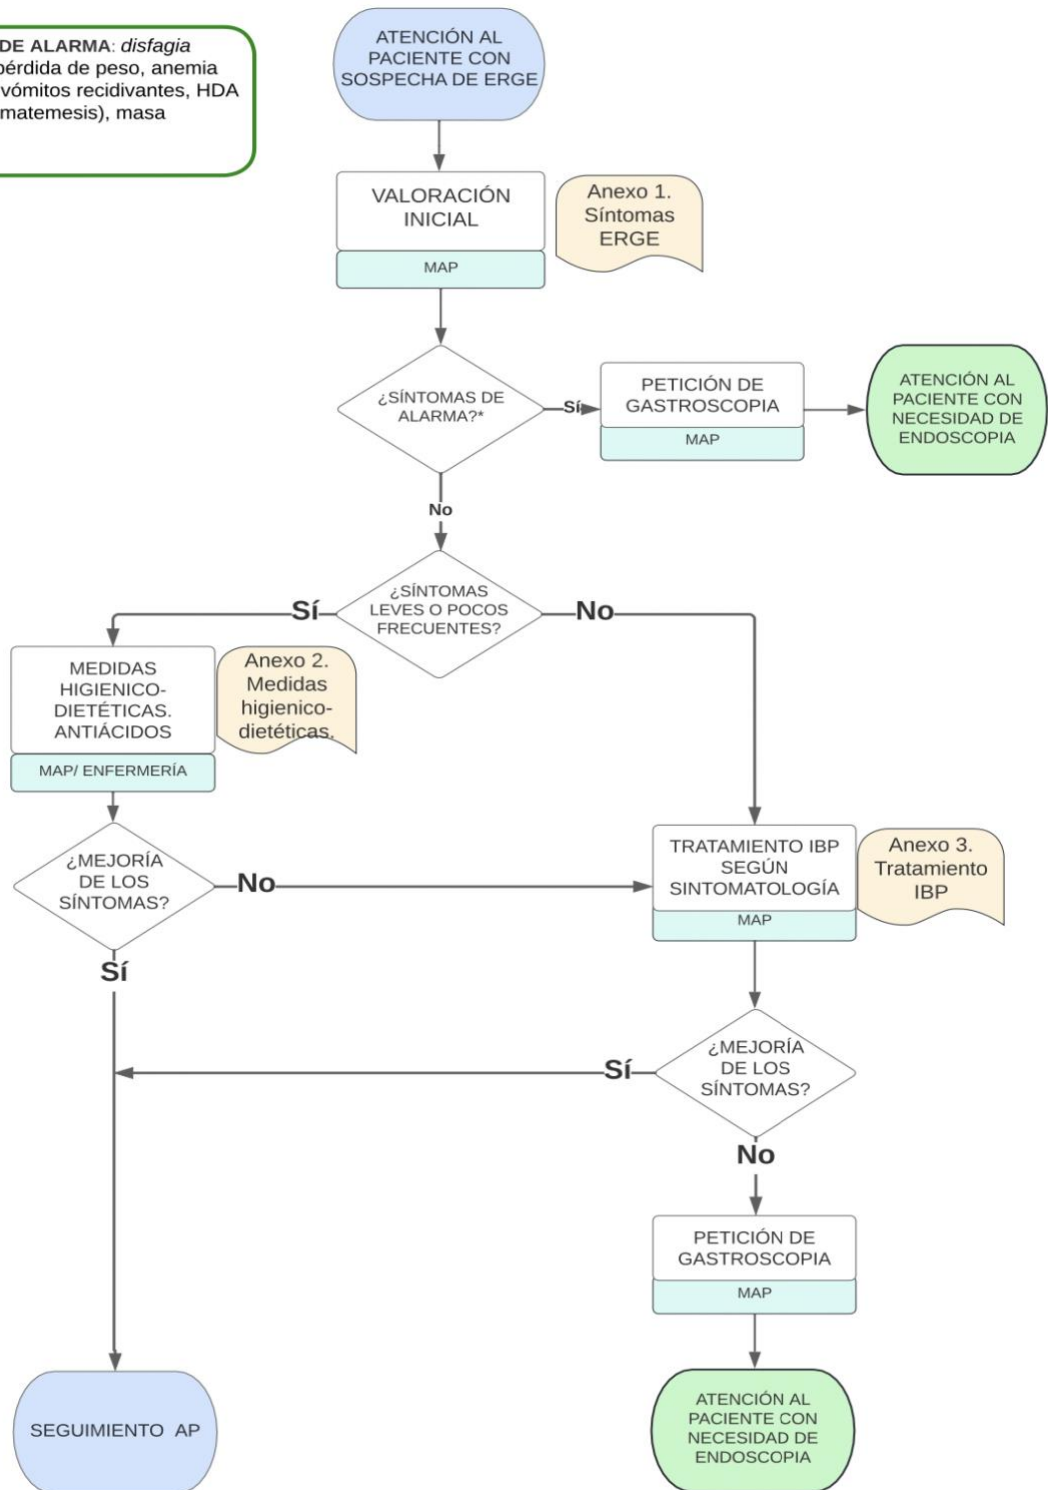 DE ALARMA: disfagia
pérdida de peso, anemia
vómitos recidivantes, HDA
matemesis), masa
ATENCIÓN AL
PACIENTE CON
SOSPECHA DE ERGE
VALORACIÓN
INICIAL
MAP
Anexo 1.
Síntomas
ERGE
¿SÍNTOMAS DE
ALARMA?*
Sí
PETICIÓN DE
GASTROSCOPIA
MAP
ATENCIÓN AL
PACIENTE CON
NECESIDAD DE
ENDOSCOPIA
No
¿SÍNTOMAS
LEVES O POCOS
FRECUENTES?
Sí
No
MEDIDAS
HIGIENICO-
DIETÉTICAS.
ANTIÁCIDOS
MAP/ ENFERMERÍA
Anexo 2.
Medidas
higienico-
dietéticas.
¿MEJORÍA
DE LOS
SÍNTOMAS?
No
Sí
TRATAMIENTO IBP
SEGÚN
SINTOMATOLOGÍA
MAP
Anexo 3.
Tratamiento
IBP
¿MEJORÍA
DE LOS
SÍNTOMAS?
Sí
No
PETICIÓN DE
GASTROSCOPIA
MAP
SEGUIMIENTO AP
ATENCIÓN AL
PACIENTE CON
NECESIDAD DE
ENDOSCOPIA